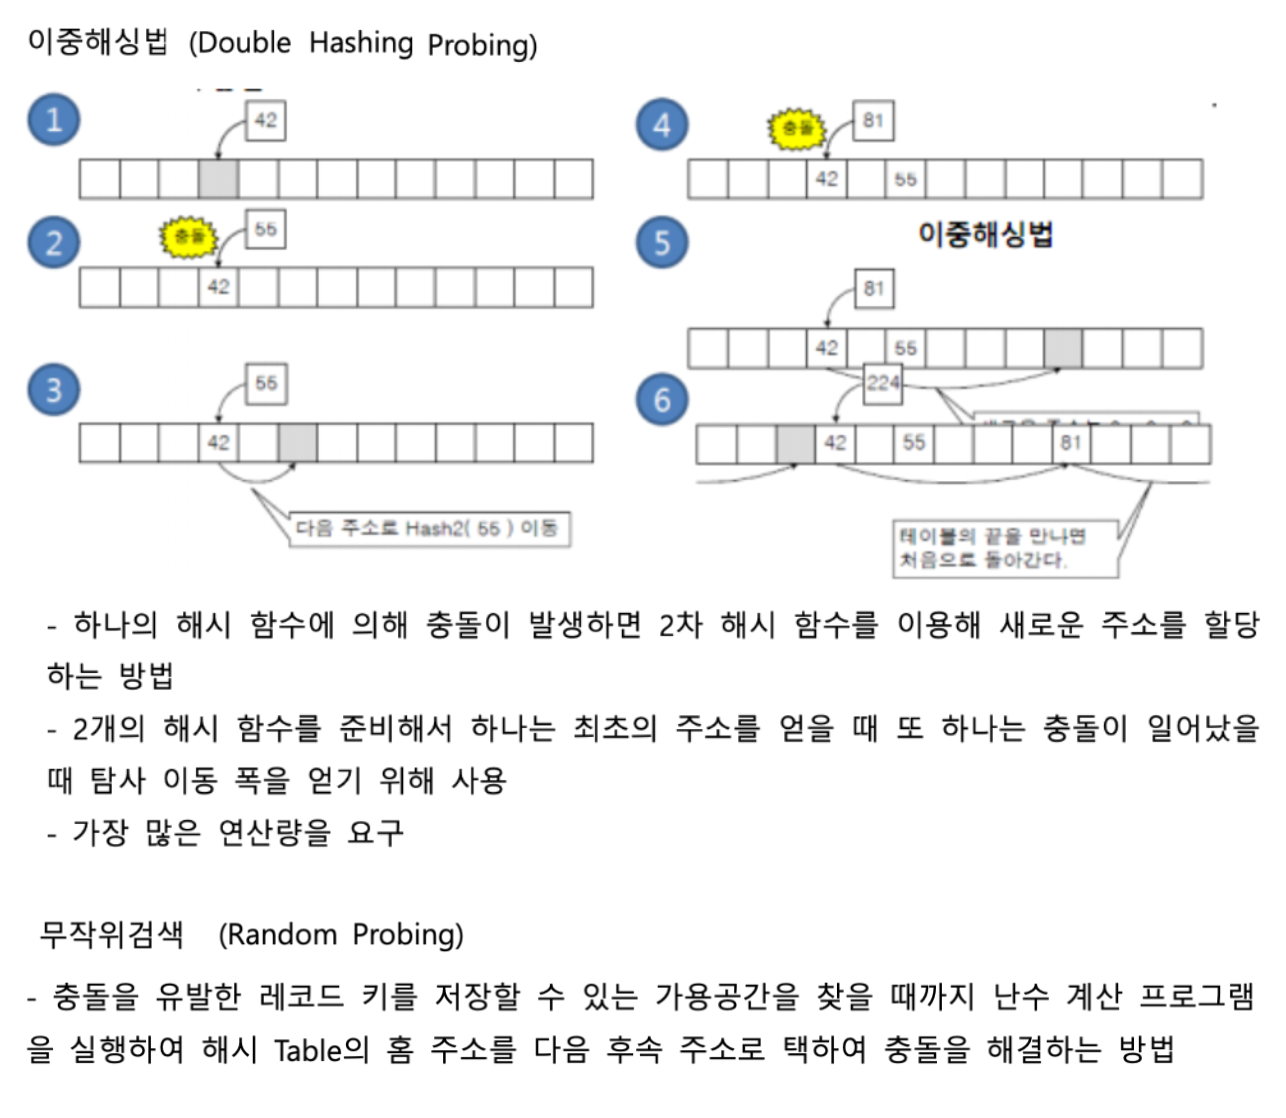 이중해싱법 (Double Hashing Probing)
1
42
2
충돌
55
42
3
55
42
다음 주소로 Hash2( 55 ) 이동
4
충돌
81
42 55
5
이중해싱법
81
42 55
6
224
42 55 81
테이블의 끝을 만나면
처음으로 돌아간다.
- 하나의 해시 함수에 의해 충돌이 발생하면 2차 해시 함수를 이용해 새로운 주소를 할당
하는 방법
- 2개의 해시 함수를 준비해서 하나는 최초의 주소를 얻을 때 또 하나는 충돌이 일어났을
때 탐사 이동 폭을 얻기 위해 사용
- 가장 많은 연산량을 요구
무작위검색 (Random Probing)
- 충돌을 유발한 레코드 키를 저장할 수 있는 가용공간을 찾을 때까지 난수 계산 프로그램
을 실행하여 해시 Table의 홈 주소를 다음 후속 주소로 택하여 충돌을 해결하는 방법